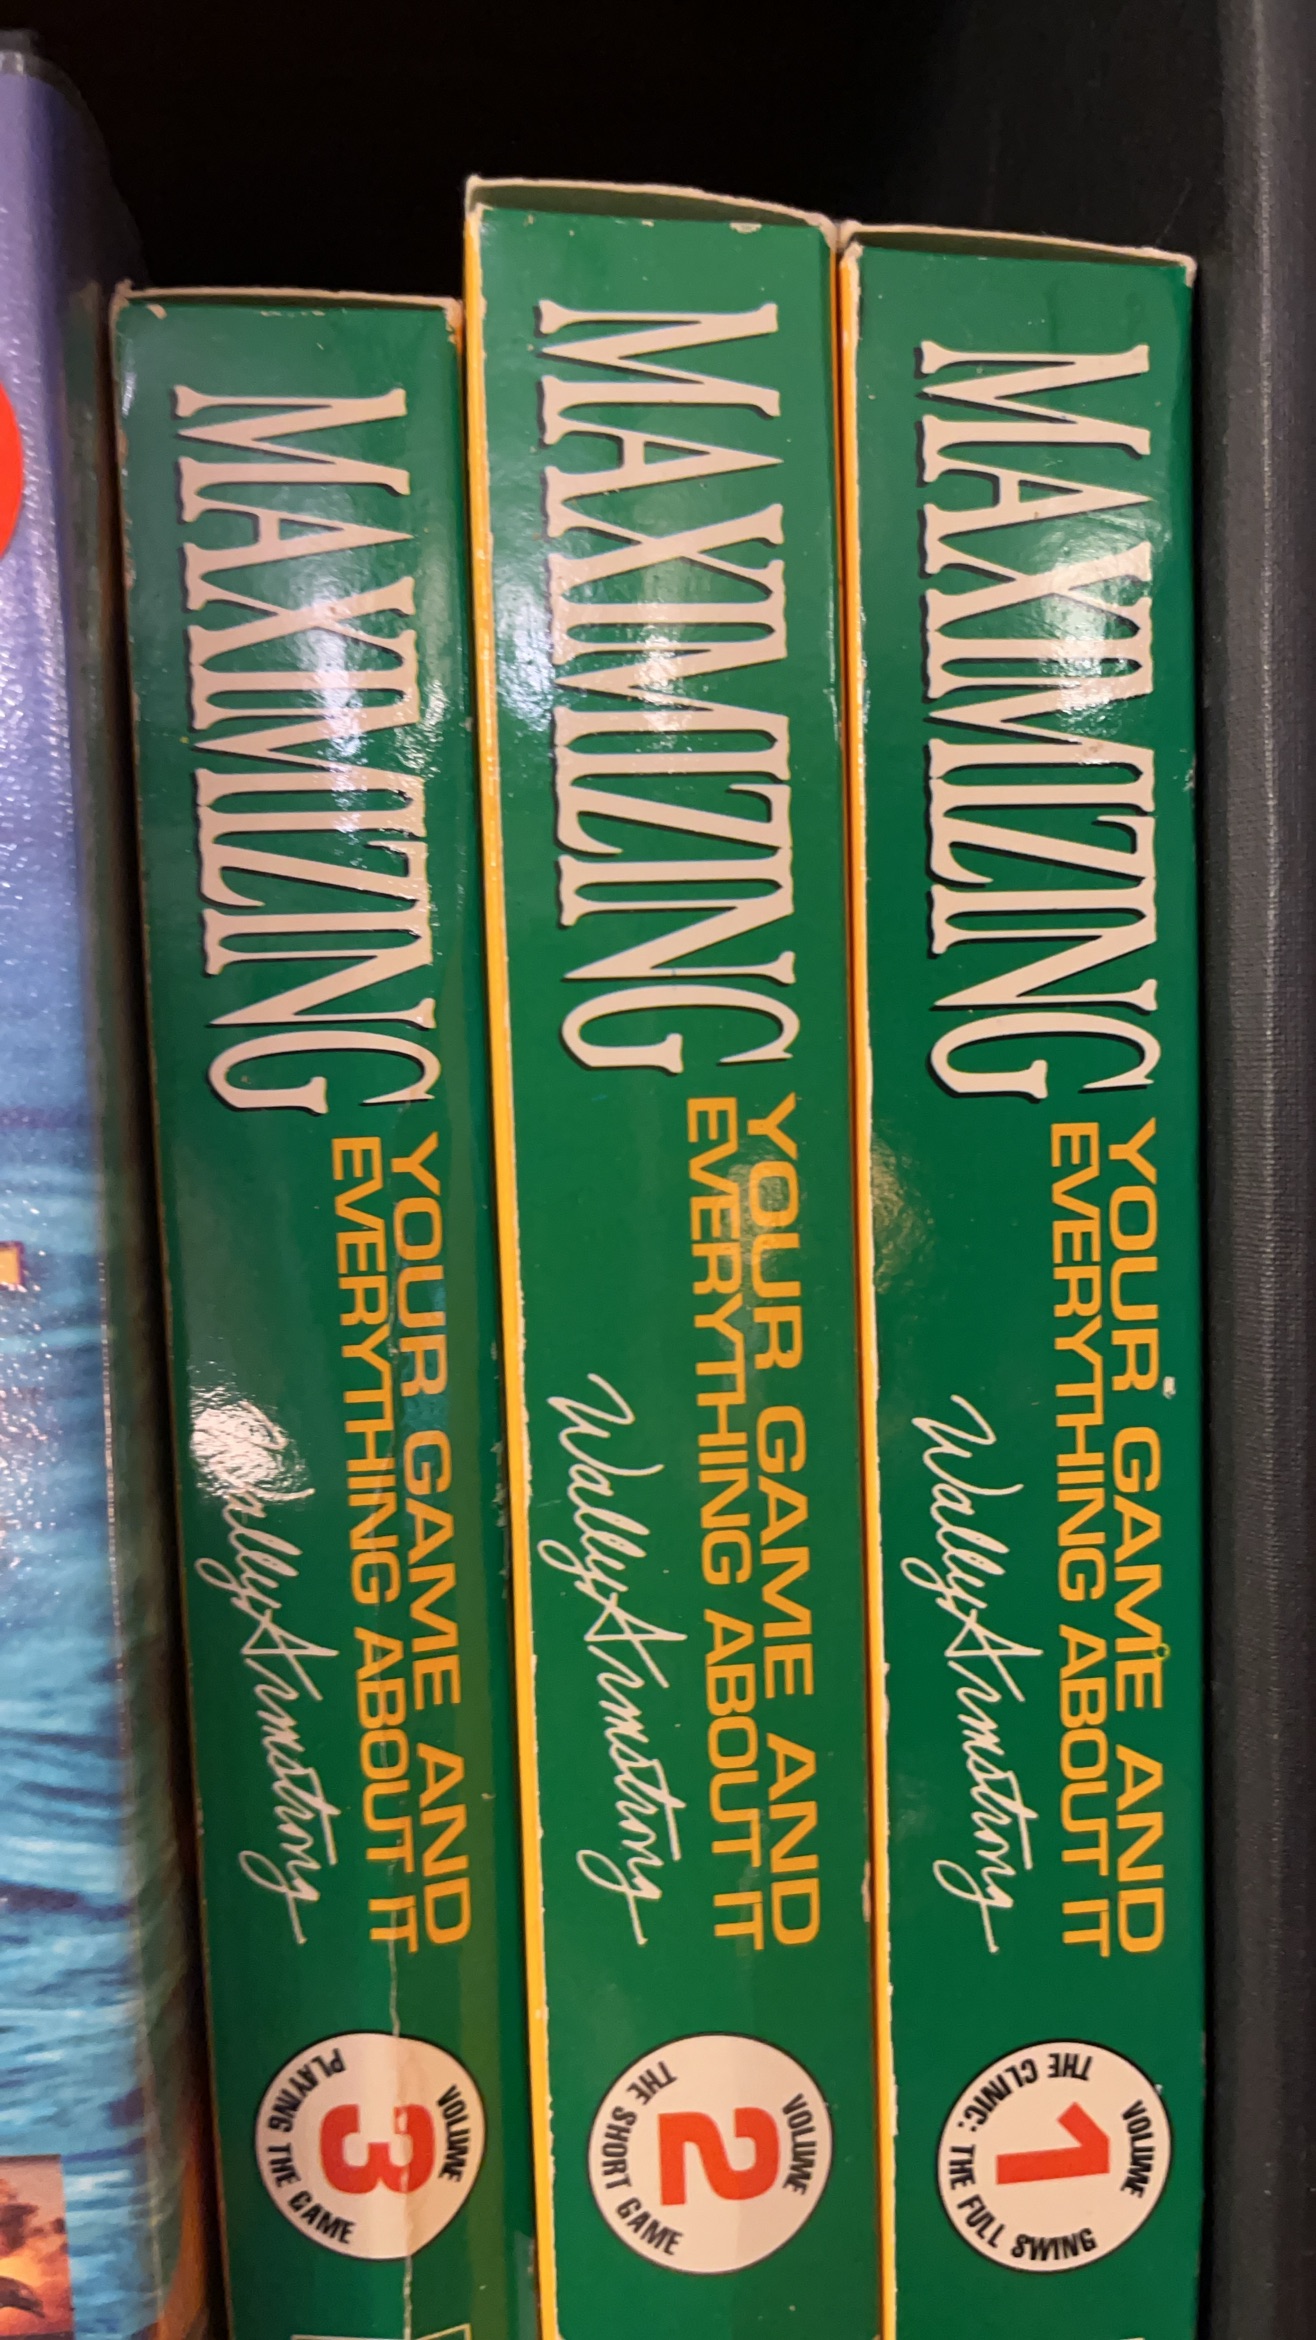 MAXIMIZING
YOUR GAME AND
EVERYTHING ABOUT IT
Wally Armstrong
VOLUME
3
PLAYING THE GAME
MAXIMIZING
YOUR GAME AND
EVERYTHING ABOUT IT
Wally Armstrong
VOLUME
2
THE SHORT GAME
MAXIMIZING
YOUR GAME AND
EVERYTHING ABOUT IT
Wally Armstrong
VOLUME
1
THE CLINIC: THE FULL SWING